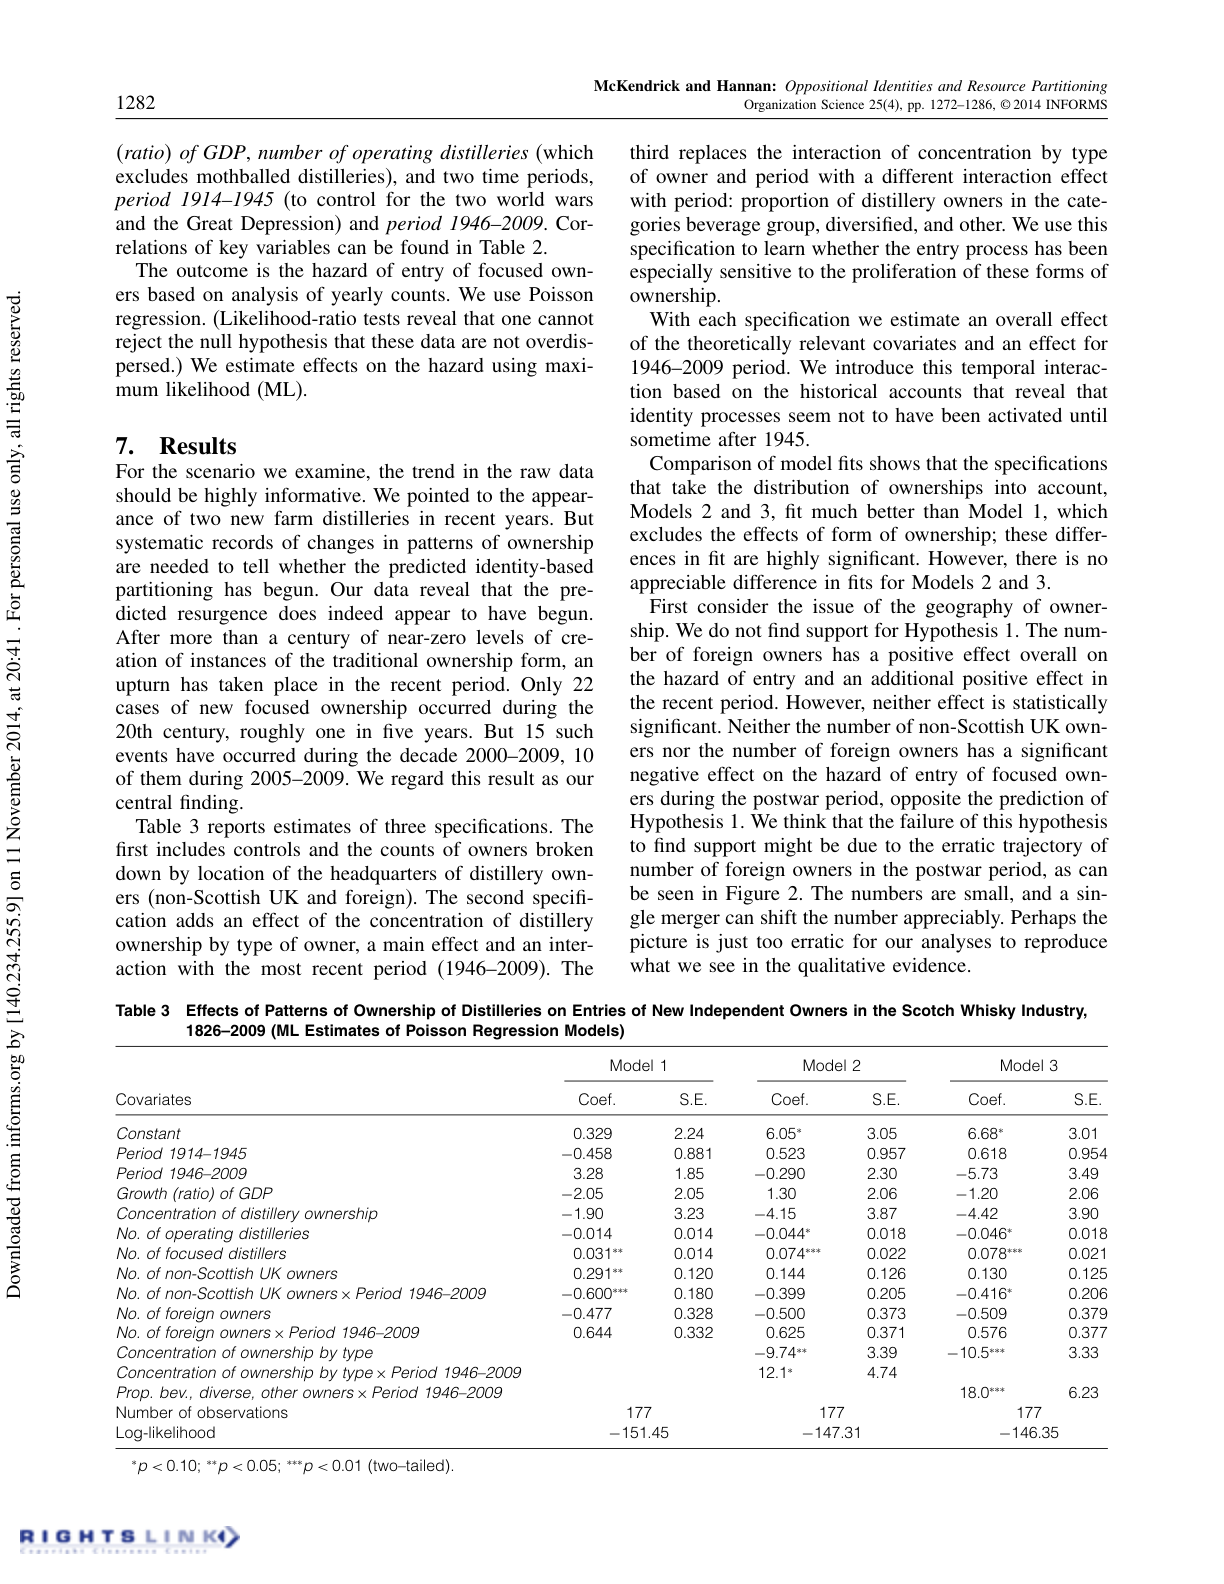 McKendrick and Hannan: Oppositional Identities and Resource Partitioning
1282
Organization Science 25(4), pp. 1272–1286, © 2014 INFORMS
(ratio) of GDP, number of operating distilleries (which
excludes mothballed distilleries), and two time periods,
period 1914–1945 (to control for the two world wars
and the Great Depression) and period 1946–2009. Cor-
relations of key variables can be found in Table 2.
The outcome is the hazard of entry of focused own-
ers based on analysis of yearly counts. We use Poisson
regression. (Likelihood-ratio tests reveal that one cannot
reject the null hypothesis that these data are not overdis-
persed.) We estimate effects on the hazard using maxi-
mum likelihood (ML).
7. Results
For the scenario we examine, the trend in the raw data
should be highly informative. We pointed to the appear-
ance of two new farm distilleries in recent years. But
systematic records of changes in patterns of ownership
are needed to tell whether the predicted identity-based
partitioning has begun. Our data reveal that the pre-
dicted resurgence does indeed appear to have begun.
After more than a century of near-zero levels of cre-
ation of instances of the traditional ownership form, an
upturn has taken place in the recent period. Only 22
cases of new focused ownership occurred during the
20th century, roughly one in five years. But 15 such
events have occurred during the decade 2000–2009, 10
of them during 2005–2009. We regard this result as our
central finding.
Table 3 reports estimates of three specifications. The
first includes controls and the counts of owners broken
down by location of the headquarters of distillery own-
ers (non-Scottish UK and foreign). The second specifi-
cation adds an effect of the concentration of distillery
ownership by type of owner, a main effect and an inter-
action with the most recent period (1946–2009). The
third replaces the interaction of concentration by type
of owner and period with a different interaction effect
with period: proportion of distillery owners in the cate-
gories beverage group, diversified, and other. We use this
specification to learn whether the entry process has been
especially sensitive to the proliferation of these forms of
ownership.
With each specification we estimate an overall effect
of the theoretically relevant covariates and an effect for
1946–2009 period. We introduce this temporal interac-
tion based on the historical accounts that reveal that
identity processes seem not to have been activated until
sometime after 1945.
Comparison of model fits shows that the specifications
that take the distribution of ownerships into account,
Models 2 and 3, fit much better than Model 1, which
excludes the effects of form of ownership; these differ-
ences in fit are highly significant. However, there is no
appreciable difference in fits for Models 2 and 3.
First consider the issue of the geography of owner-
ship. We do not find support for Hypothesis 1. The num-
ber of foreign owners has a positive effect overall on
the hazard of entry and an additional positive effect in
the recent period. However, neither effect is statistically
significant. Neither the number of non-Scottish UK own-
ers nor the number of foreign owners has a significant
negative effect on the hazard of entry of focused own-
ers during the postwar period, opposite the prediction of
Hypothesis 1. We think that the failure of this hypothesis
to find support might be due to the erratic trajectory of
number of foreign owners in the postwar period, as can
be seen in Figure 2. The numbers are small, and a sin-
gle merger can shift the number appreciably. Perhaps the
picture is just too erratic for our analyses to reproduce
what we see in the qualitative evidence.
Table 3 Effects of Patterns of Ownership of Distilleries on Entries of New Independent Owners in the Scotch Whisky Industry,
1826–2009 (ML Estimates of Poisson Regression Models)
Model 1 Model 2 Model 3
Covariates Coef. S.E. Coef. S.E. Coef. S.E.
Constant 0.329 2.24 6.05* 3.05 6.68* 3.01
Period 1914–1945 −0.458 0.881 0.523 0.957 0.618 0.954
Period 1946–2009 3.28 1.85 −0.290 2.30 −5.73 3.49
Growth (ratio) of GDP −2.05 2.05 1.30 2.06 −1.20 2.06
Concentration of distillery ownership −1.90 3.23 −4.15 3.87 −4.42 3.90
No. of operating distilleries −0.014 0.014 −0.044* 0.018 −0.046* 0.018
No. of focused distillers 0.031** 0.014 0.074*** 0.022 0.078*** 0.021
No. of non-Scottish UK owners 0.291** 0.120 0.144 0.126 0.130 0.125
No. of non-Scottish UK owners × Period 1946–2009 −0.600*** 0.180 −0.399 0.205 −0.416* 0.206
No. of foreign owners −0.477 0.328 −0.500 0.373 −0.509 0.379
No. of foreign owners × Period 1946–2009 0.644 0.332 0.625 0.371 0.576 0.377
Concentration of ownership by type −9.74** 3.39 −10.5*** 3.33
Concentration of ownership by type × Period 1946–2009 12.1* 4.74
Prop. bev., diverse, other owners × Period 1946–2009 18.0*** 6.23
Number of observations 177 177 177
Log-likelihood −151.45 −147.31 −146.35
*p < 0.10; **p < 0.05; ***p < 0.01 (two–tailed).
Downloaded from informs.org by [140.234.255.9] on 11 November 2014, at 20:41 . For personal use only, all rights reserved.
RIGHTSLINK
Copyright Clearance Center